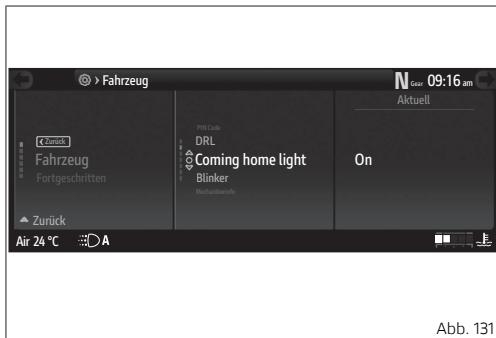 > Fahrzeug
N Gear 09:16 am
Aktuell
Zurück
Fahrzeug
Fortgeschritten
Zurück
PIN Code
DRL
Coming home light
Blinker
On
Air 24 °C
A
Abb. 131